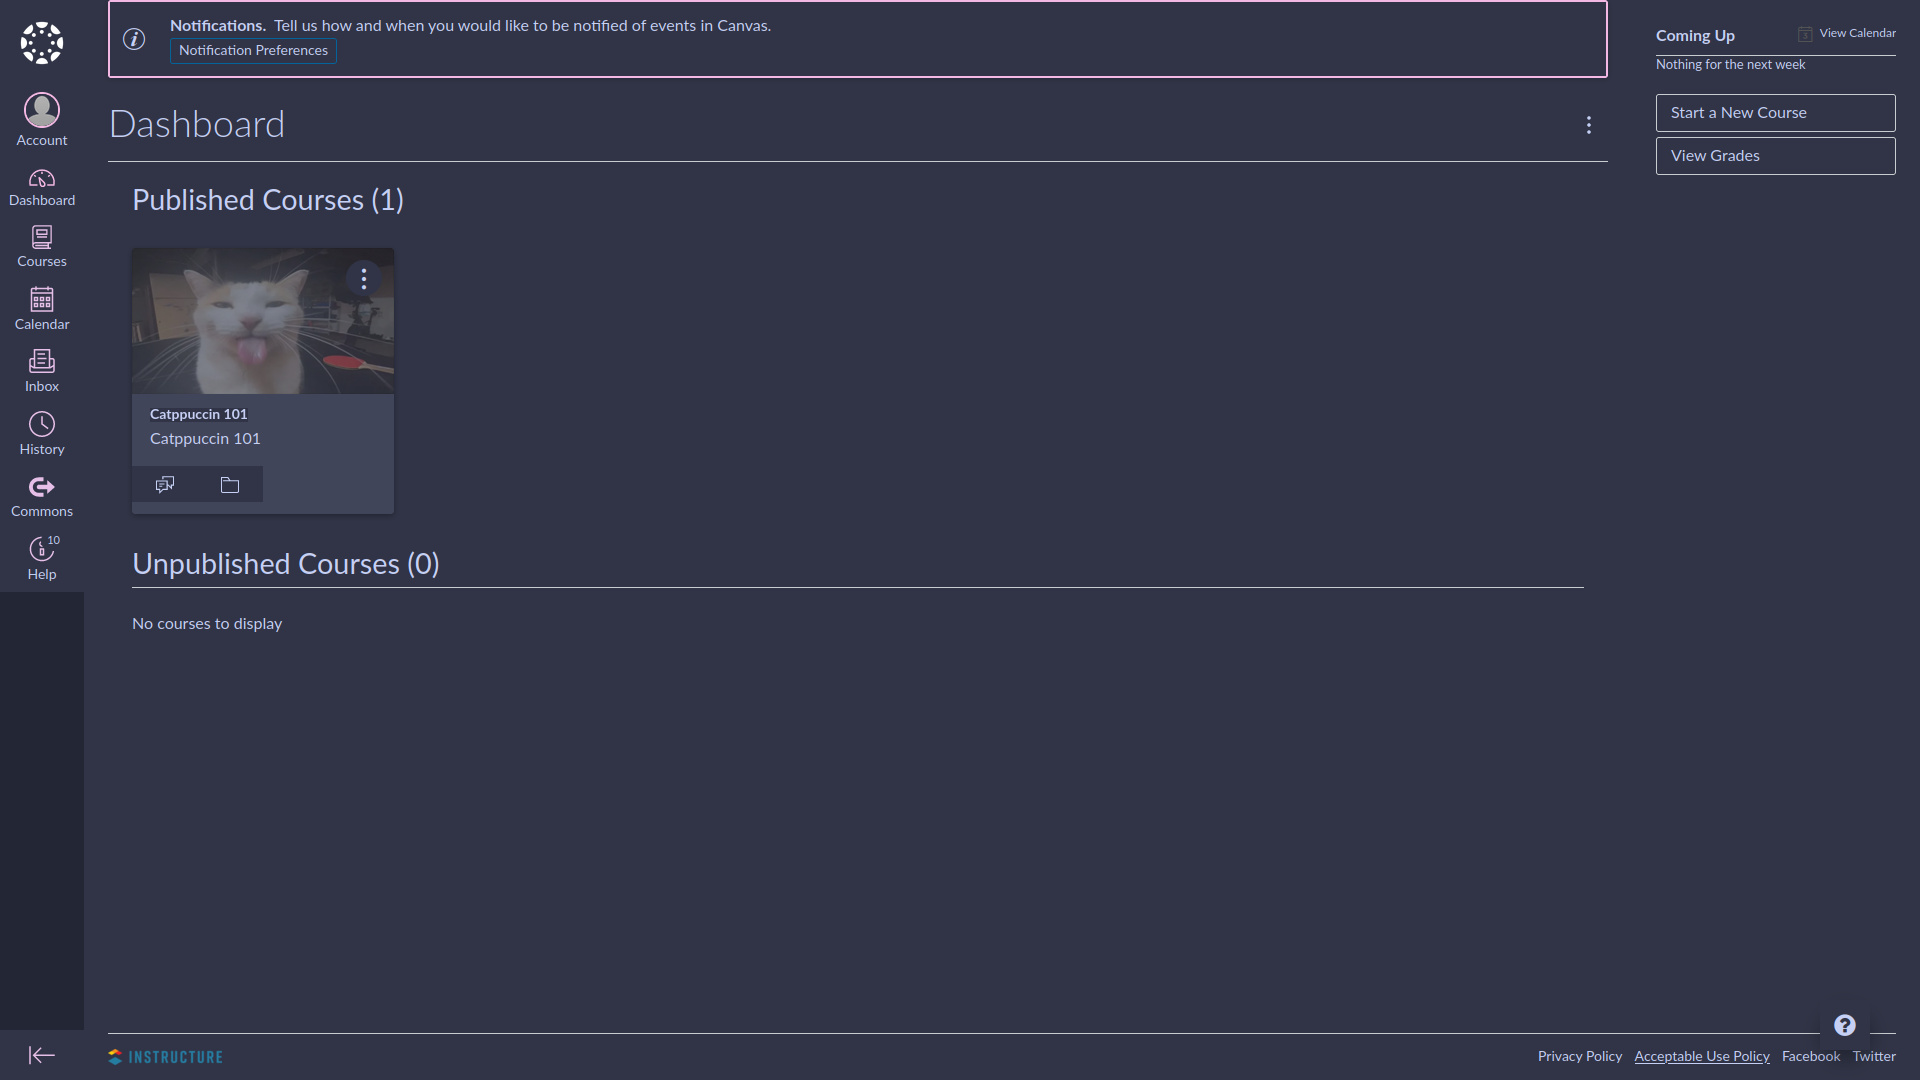 Notifications. Tell us how and when you would like to be notified of events in Canvas.
Notification Preferences
Account
Dashboard
Courses
Calendar
Inbox
History
Commons
10
Help
Dashboard
Published Courses (1)
Catppuccin 101
Catppuccin 101
Unpublished Courses (0)
No courses to display
Coming Up
View Calendar
Nothing for the next week
Start a New Course
View Grades
INSTRUCTURE
Privacy Policy Acceptable Use Policy Facebook Twitter